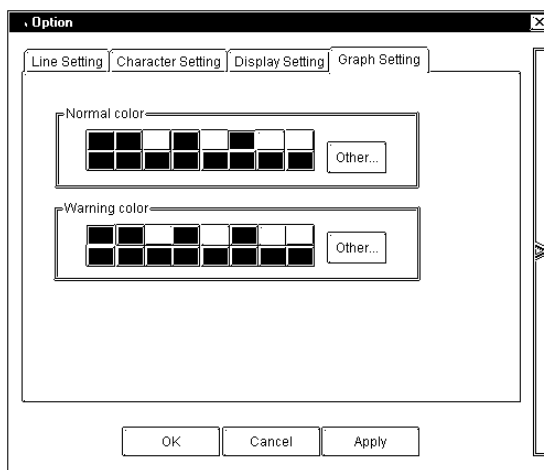 Option
Line Setting Character Setting Display Setting Graph Setting
Normal color
Other...
Warning color
Other...
OK Cancel Apply